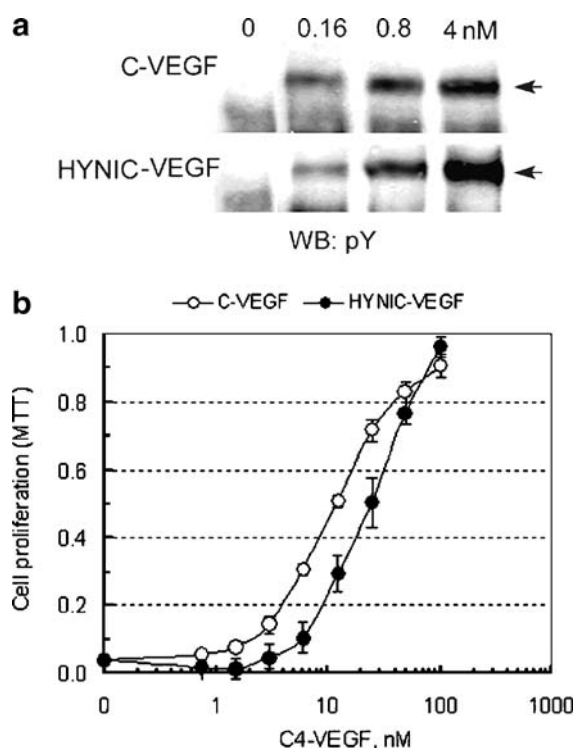 a
0 0.16 0.8 4 nM
C-VEGF
HYNIC-VEGF
WB: pY
b
C-VEGF HYNIC-VEGF
1.0
0.8
0.6
0.4
0.2
0.0
Cell proliferation (MTT)
0 1 10 100 1000
C4-VEGF, nM